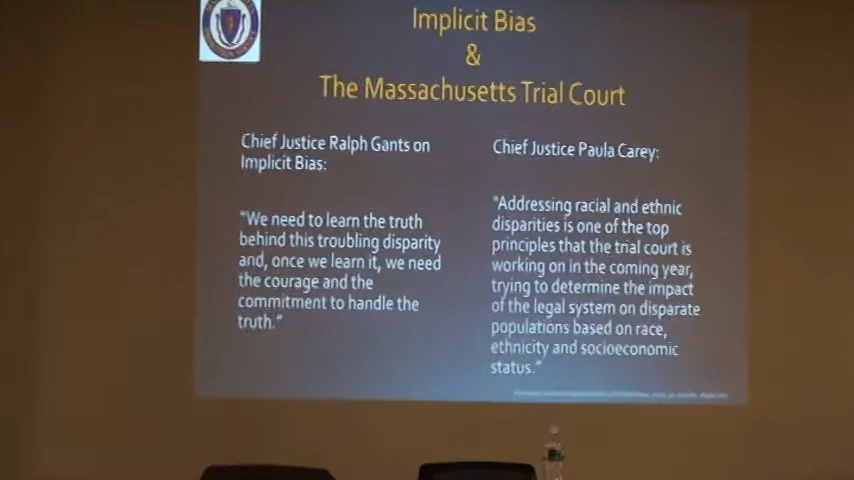 Implicit Bias
&
The Massachusetts Trial Court
Chief Justice Ralph Gants on
Implicit Bias:
"We need to learn the truth
behind this troubling disparity
and, once we learn it, we need
the courage and the
commitment to handle the
truth."
Chief Justice Paula Carey:
"Addressing racial and ethnic
disparities is one of the top
principles that the trial court is
working on in the coming year,
trying to determine the impact
of the legal system on disparate
populations based on race,
ethnicity and socioeconomic
status."